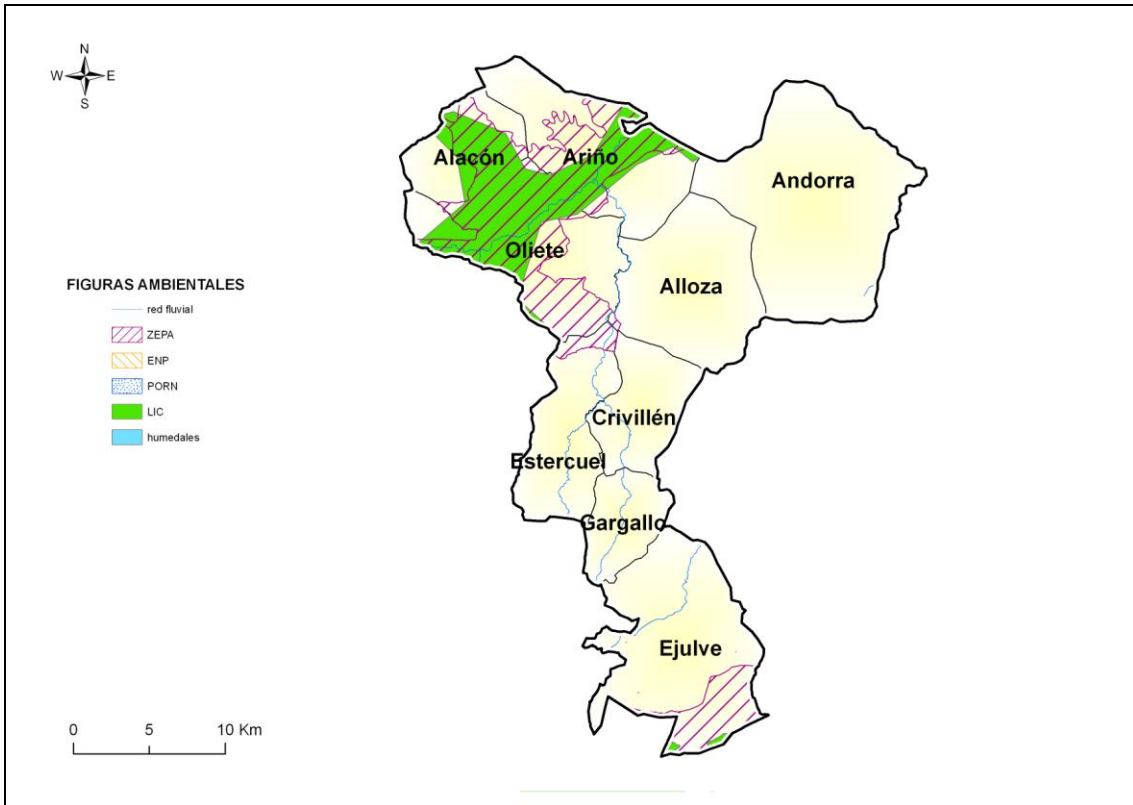 N
W E
S
Alacón
Ariño
Andorra
Oliete
Alloza
FIGURAS AMBIENTALES
red fluvial
ZEPA
ENP
PORN
LIC
humedales
Crivillén
Estercuel
Gargallo
Ejulve
0 5 10 Km